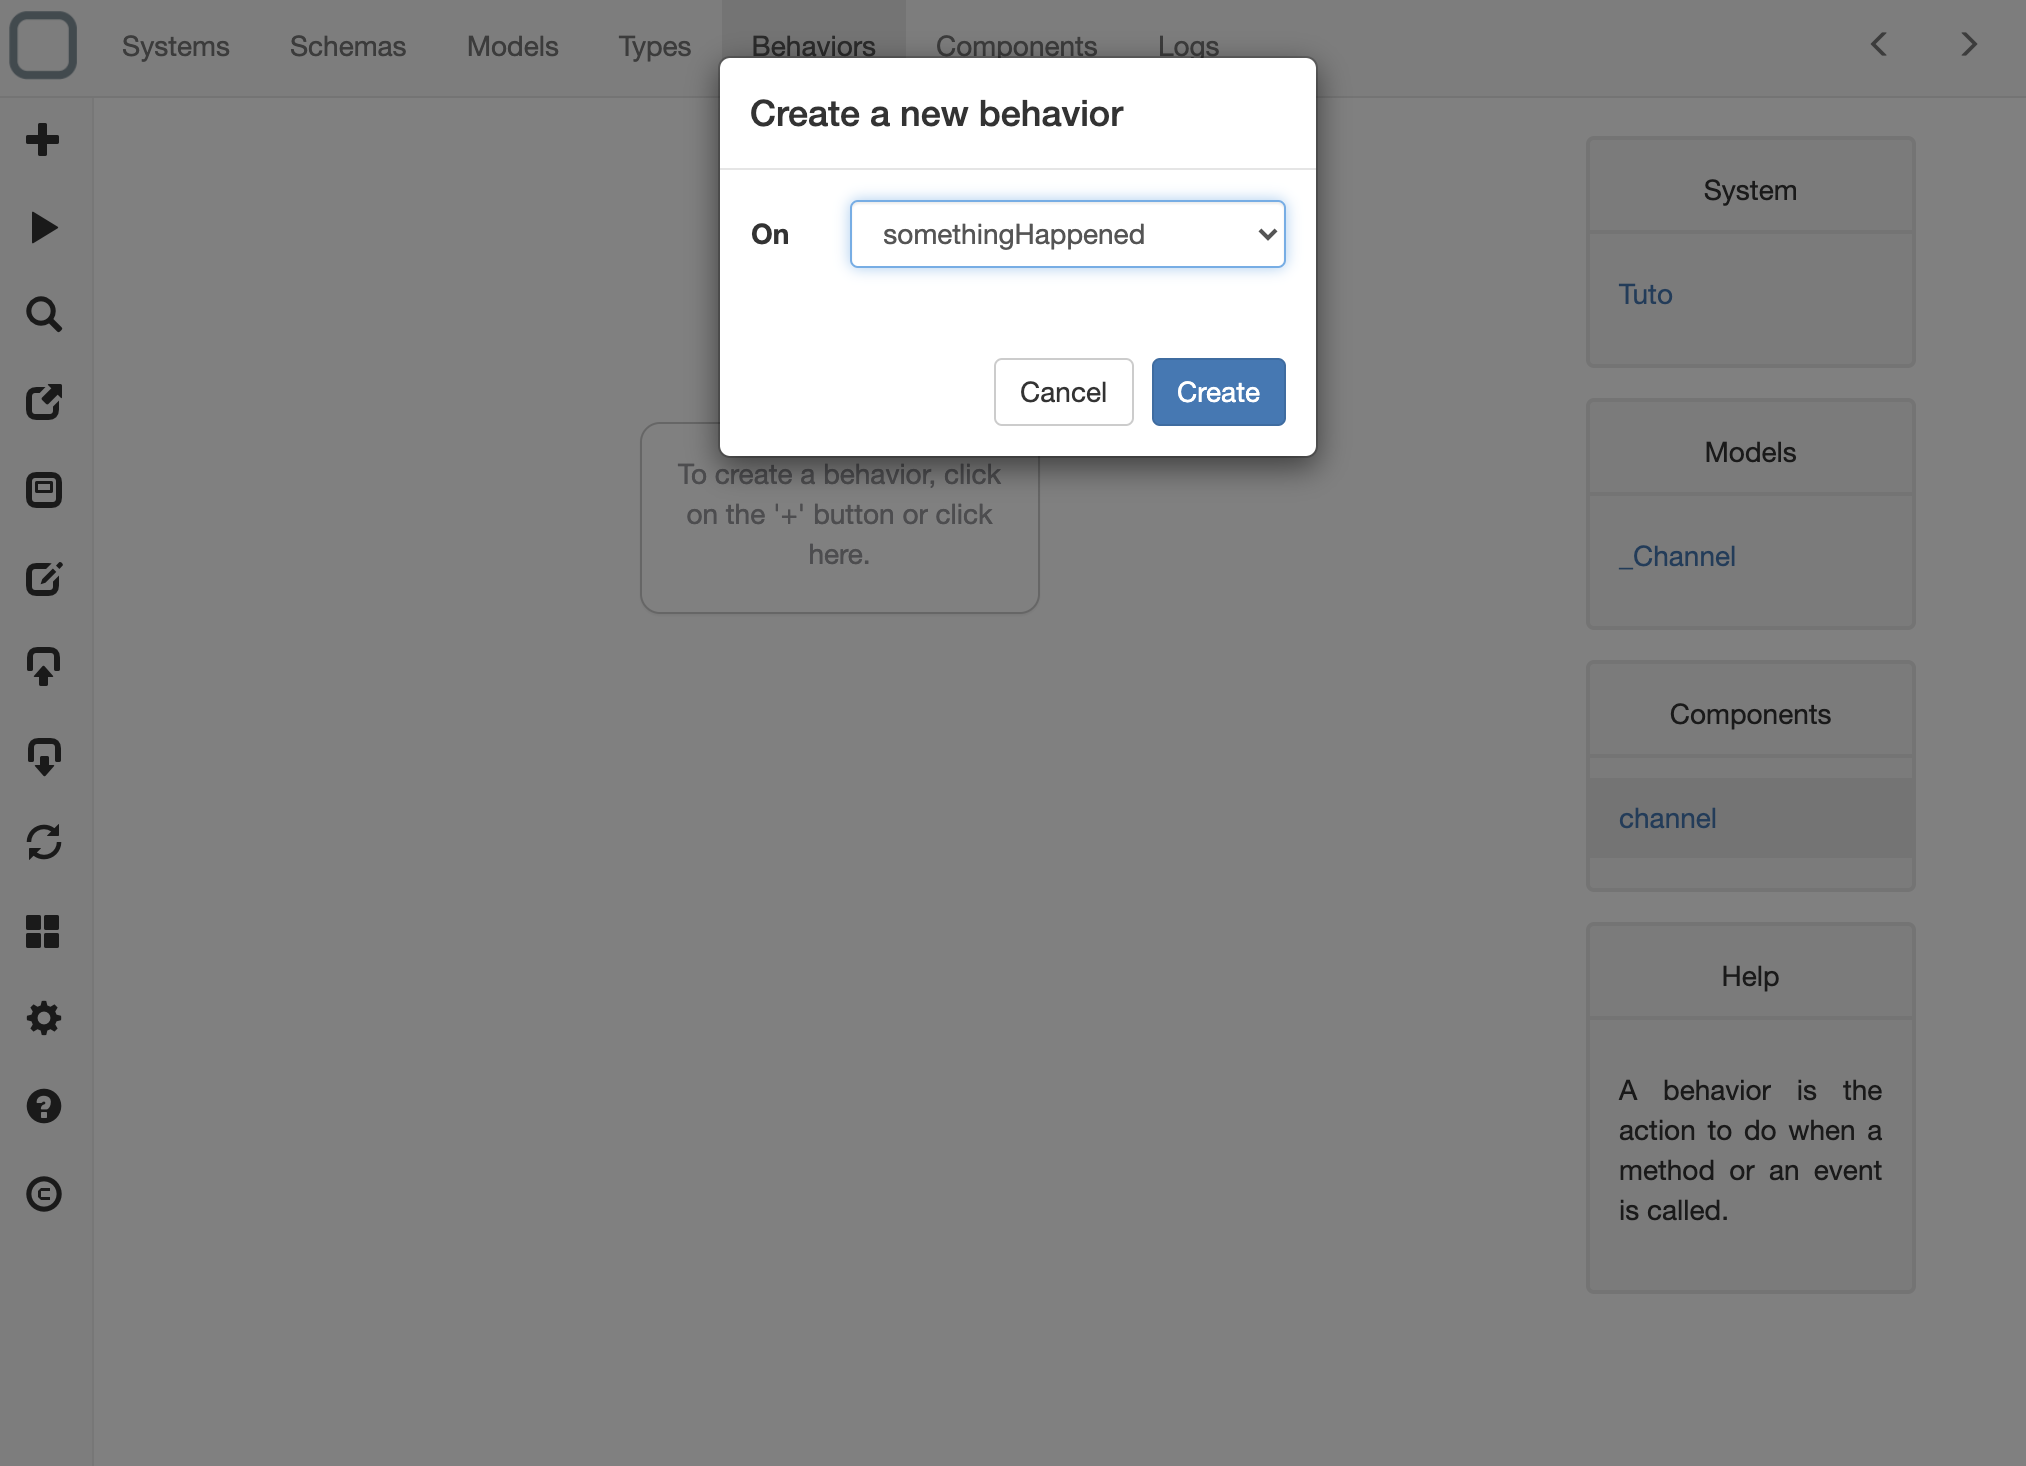 Systems Schemas Models Types Behaviors Components Logs
Create a new behavior
On somethingHappened
Cancel Create
To create a behavior, click
on the '+' button or click
here.
System
Tuto
Models
_Channel
Components
channel
Help
A behavior is the
action to do when a
method or an event
is called.